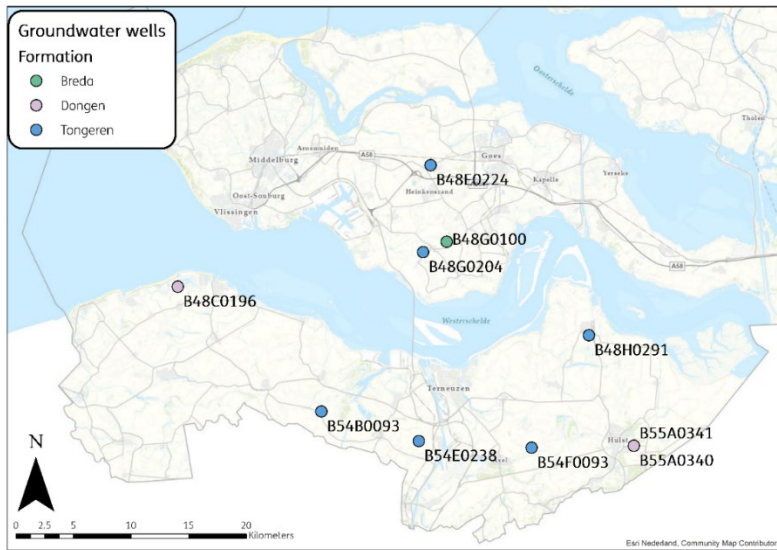 Groundwater wells
Formation
Breda
Dongen
Tongeren
Oosterschelde
Tholen
Arnemuiden
A58
Middelburg
Goes
Kapelle
Yerseke
Heinkenszand
B48E0224
Oost-Souburg
Vlissingen
B48G0100
B48G0204
A58
B48C0196
Westerschelde
B48H0291
Terneuzen
B54B0093
B54E0238
B54F0093
Hulst
B55A0341
B55A0340
N
0 2.5 5 10 15 20
Kilometers
Esri Nederland, Community Map Contributor